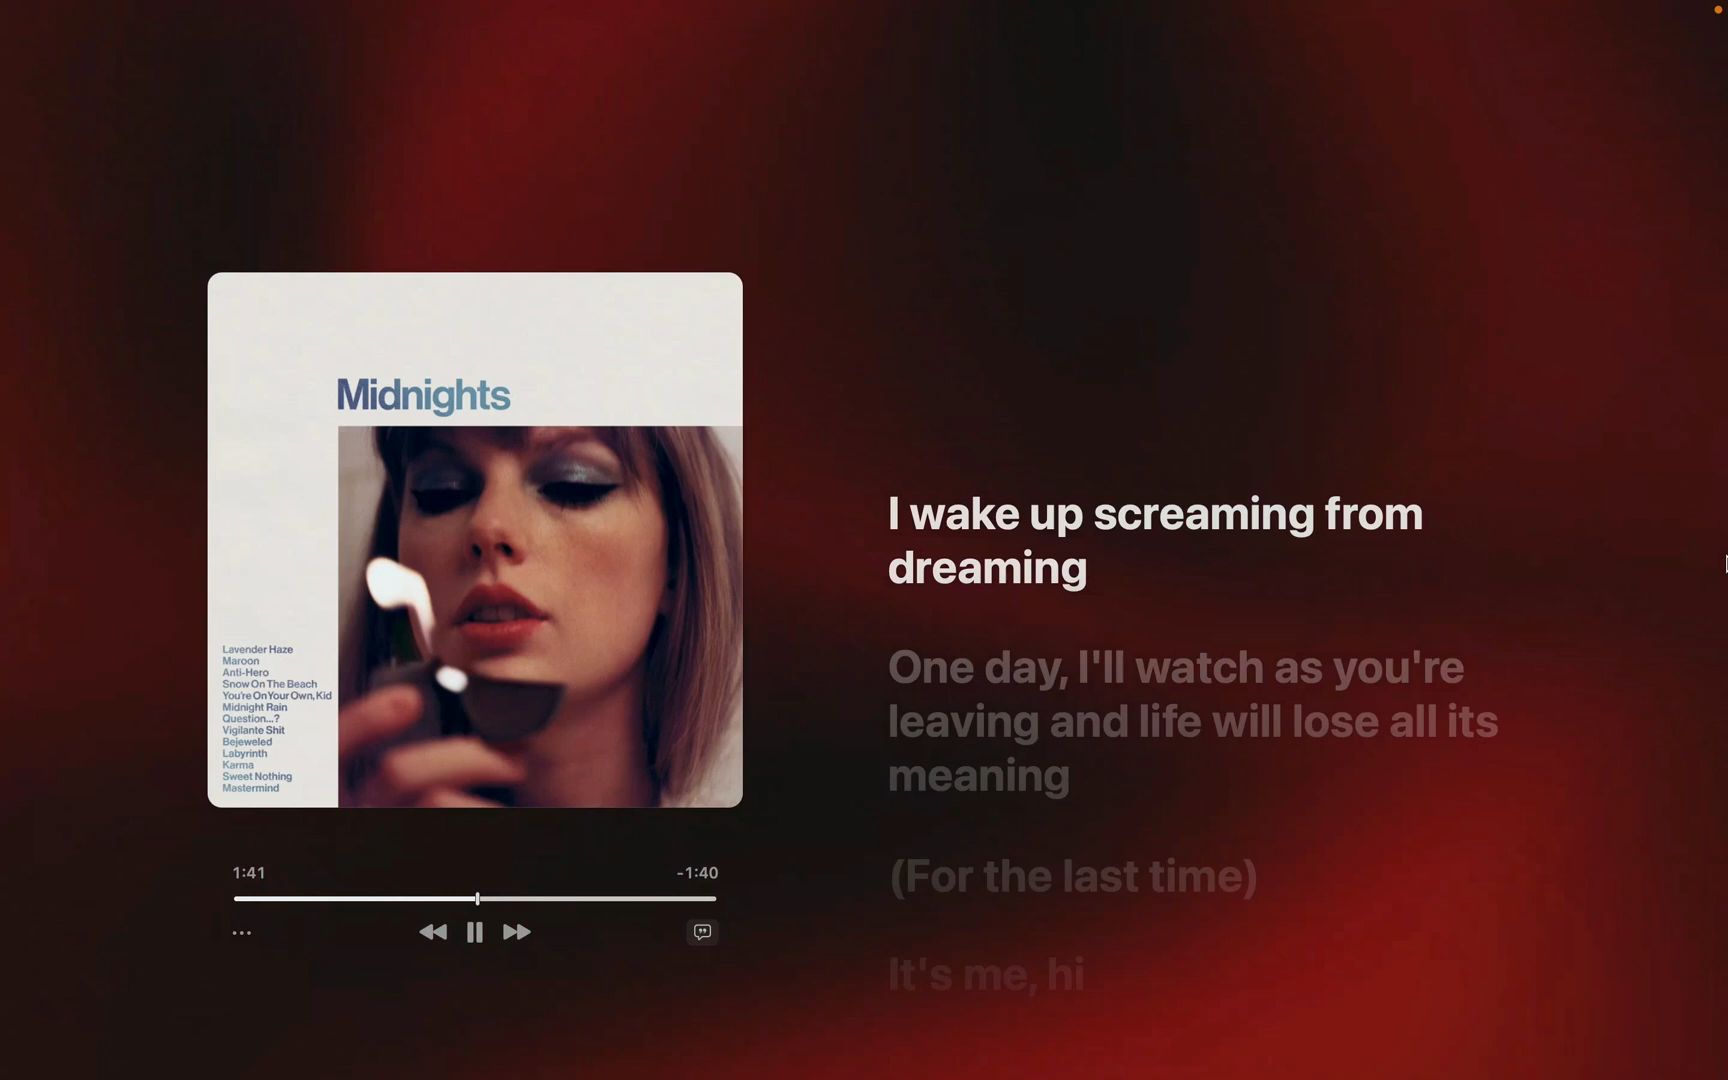 Midnights
Lavender Haze
Maroon
Anti-Hero
Snow On The Beach
You're On Your Own, Kid
Midnight Rain
Question...?
Vigilante Shit
Bejeweled
Labyrinth
Karma
Sweet Nothing
Mastermind
1:41
-1:40
I wake up screaming from
dreaming
One day, I'll watch as you're
leaving and life will lose all its
meaning
(For the last time)
It's me, hi